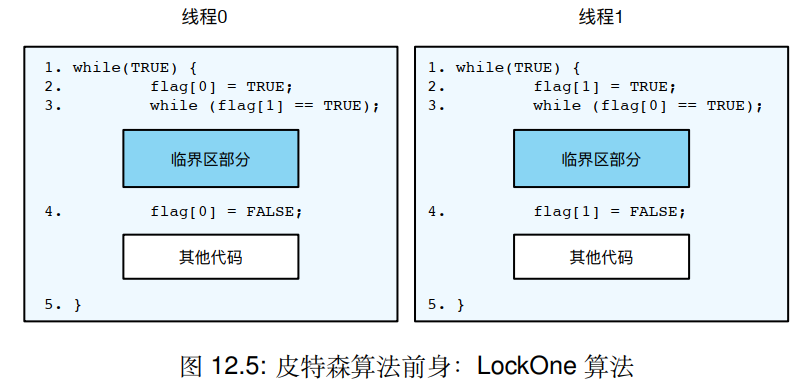 线程0
1. while(TRUE) {
2. flag[0] = TRUE;
3. while (flag[1] == TRUE);
临界区部分
4. flag[0] = FALSE;
其他代码
5. }
线程1
1. while(TRUE) {
2. flag[1] = TRUE;
3. while (flag[0] == TRUE);
临界区部分
4. flag[1] = FALSE;
其他代码
5. }
图 12.5: 皮特森算法前身：LockOne 算法